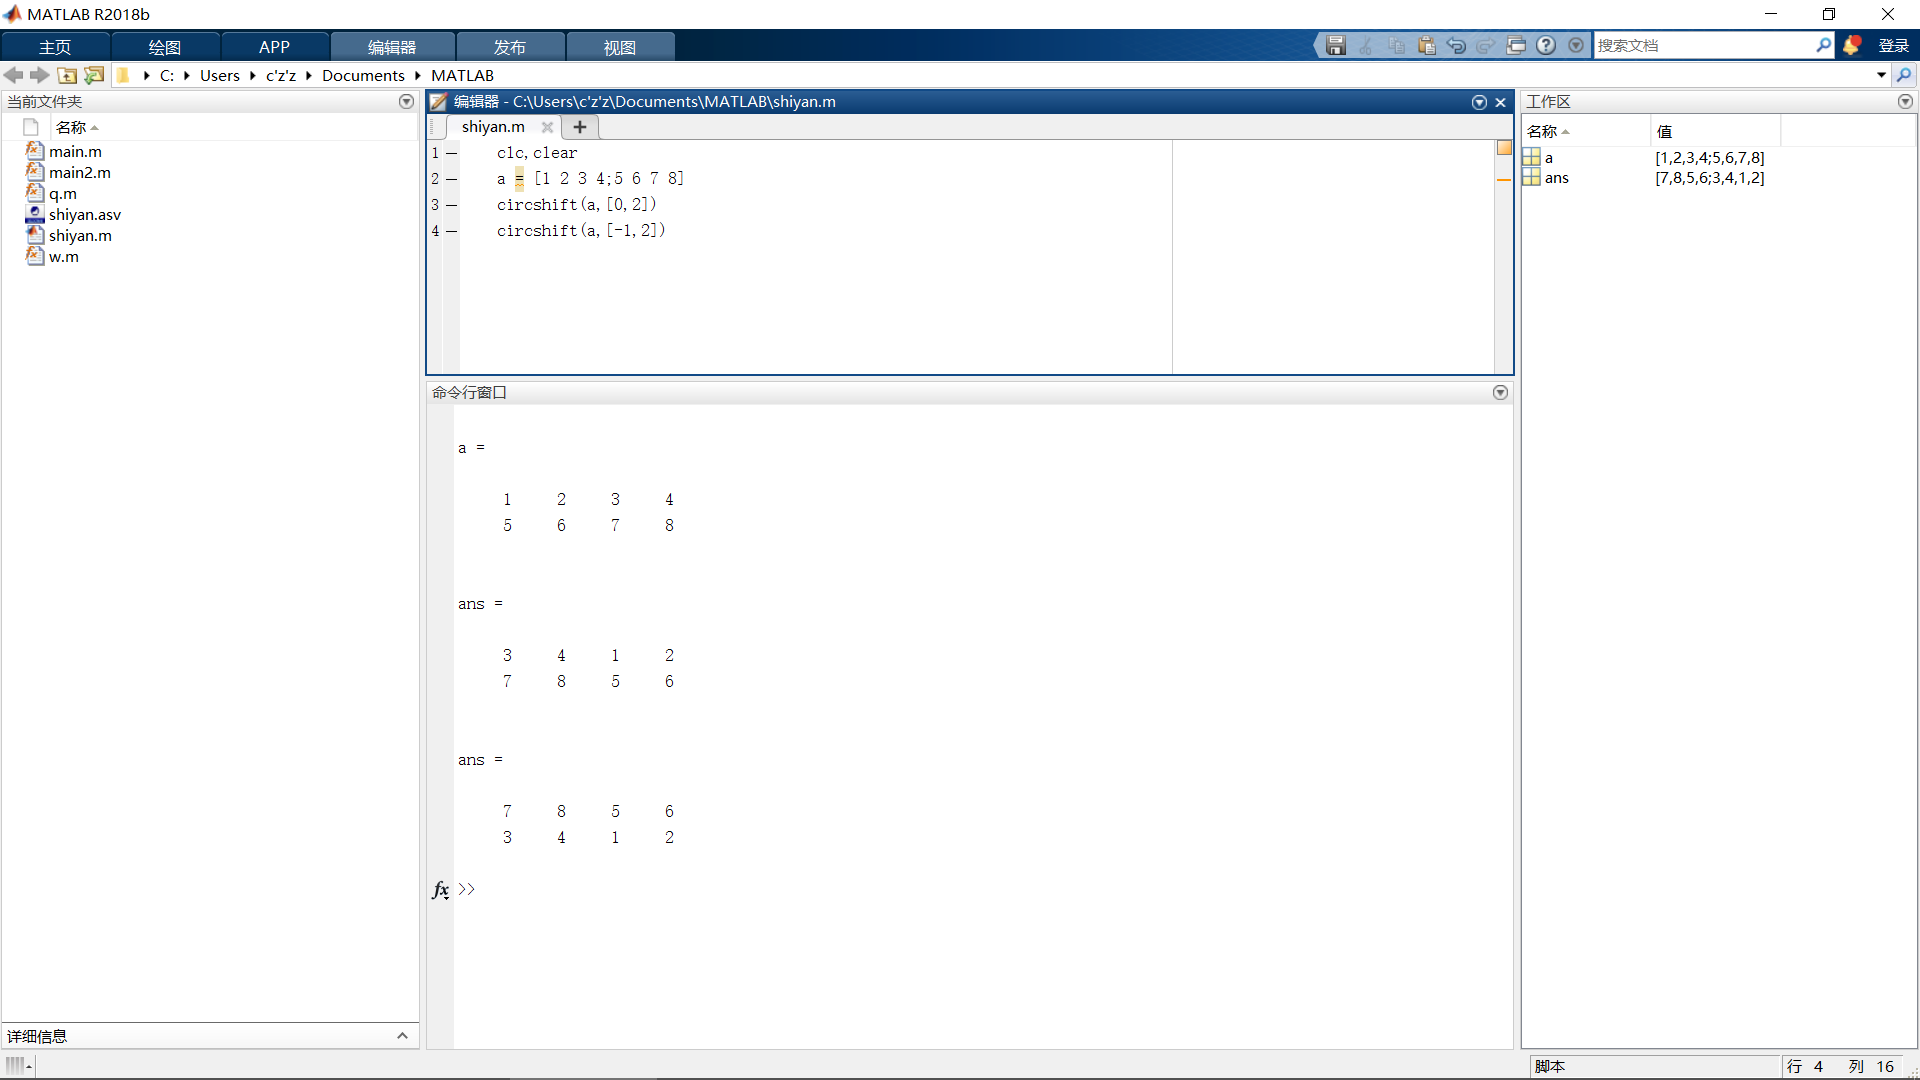 MATLAB R2018b
主页 绘图 APP 编辑器 发布 视图 搜索文档 登录
C: Users c'z'z Documents MATLAB
当前文件夹
名称
main.m
main2.m
q.m
shiyan.asv
shiyan.m
w.m
详细信息
编辑器 - C:\Users\c'z'z\Documents\MATLAB\shiyan.m
shiyan.m
1 clc,clear
2 a = [1 2 3 4;5 6 7 8]
3 circshift(a,[0,2])
4 circshift(a,[-1,2])
命令行窗口
a =
1 2 3 4
5 6 7 8
ans =
3 4 1 2
7 8 5 6
ans =
7 8 5 6
3 4 1 2
fx >>
工作区
名称 值
a [1,2,3,4;5,6,7,8]
ans [7,8,5,6;3,4,1,2]
脚本 行 4 列 16